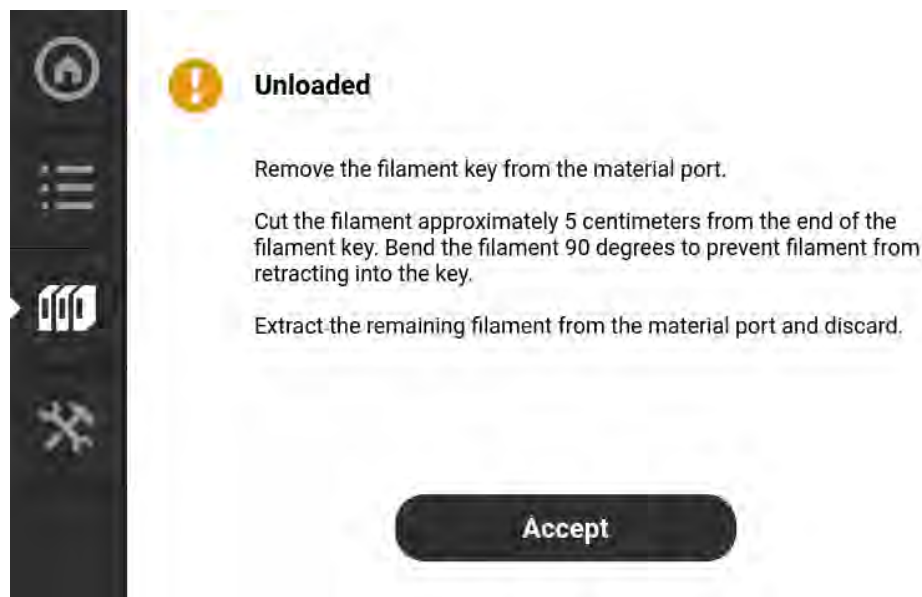 Unloaded
Remove the filament key from the material port.
Cut the filament approximately 5 centimeters from the end of the
filament key. Bend the filament 90 degrees to prevent filament from
retracting into the key.
Extract the remaining filament from the material port and discard.
Accept